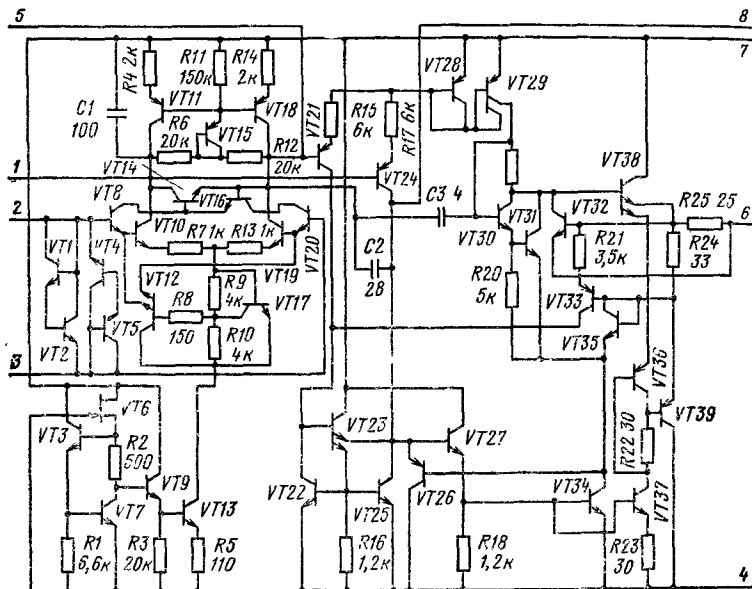 5
8
7
R4 2к
R11
150к
R14
2к
VT28
VT29
C1
100
VT11
VT18
VT21
R15
6к
R17 6к
R6
20к
VT15
R12
20к
VT38
1
VT14
VT24
R25 25
2
VT8
VT16
C3 4
VT31
VT32
6
VT1
VT4
VT10
R7 1к
R13 1к
VT20
VT30
R21
3,5к
R24
33
VT12
VT19
C2
28
R9
4к
VT17
R20
5к
VT33
R8
150
R10
4к
VT5
VT35
VT2
VT36
3
VT6
VT3
VT23
VT27
VT39
R2
500
R22 30
VT9
VT22
VT26
VT34
VT7
VT13
VT25
VT37
R1
6,6к
R3
20к
R5
110
R16
1,2к
R18
1,2к
R23
30
4